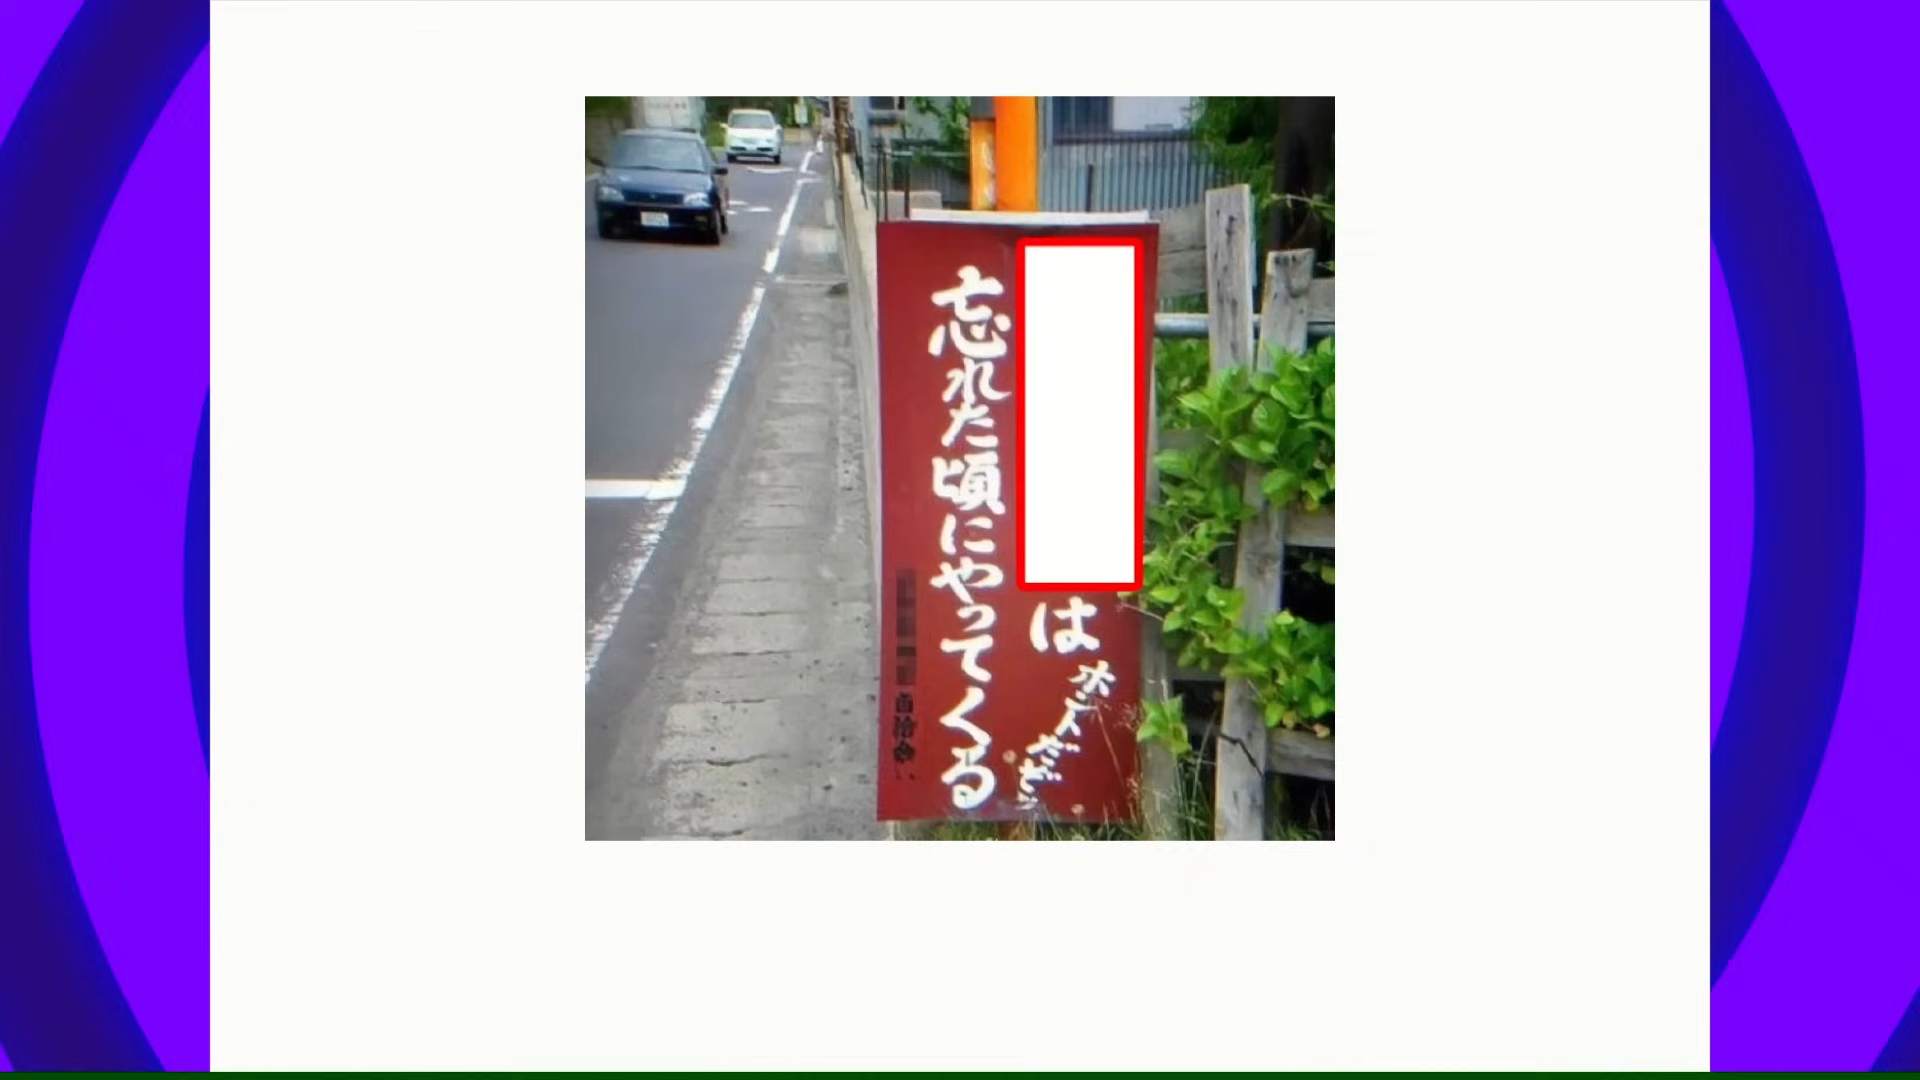 は
ホントだぞっ
忘れた頃にやってくる
自治会